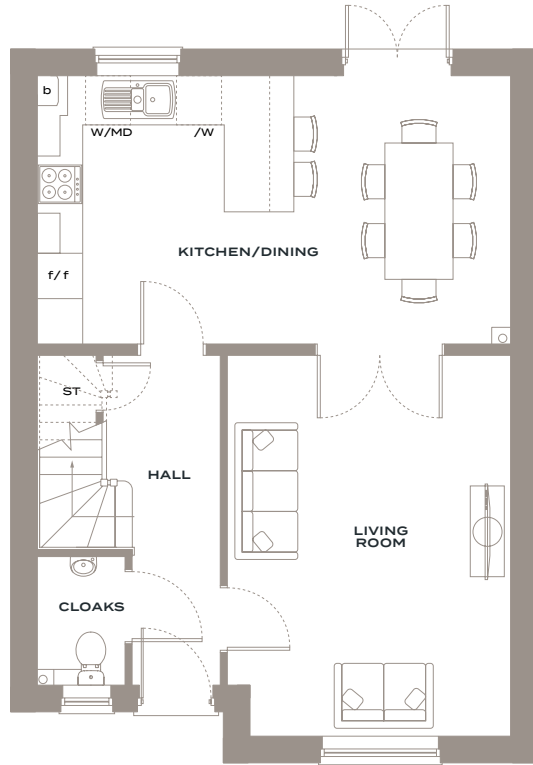 b
W/MD /W
KITCHEN/DINING
f/f
ST
HALL
LIVING
ROOM
CLOAKS